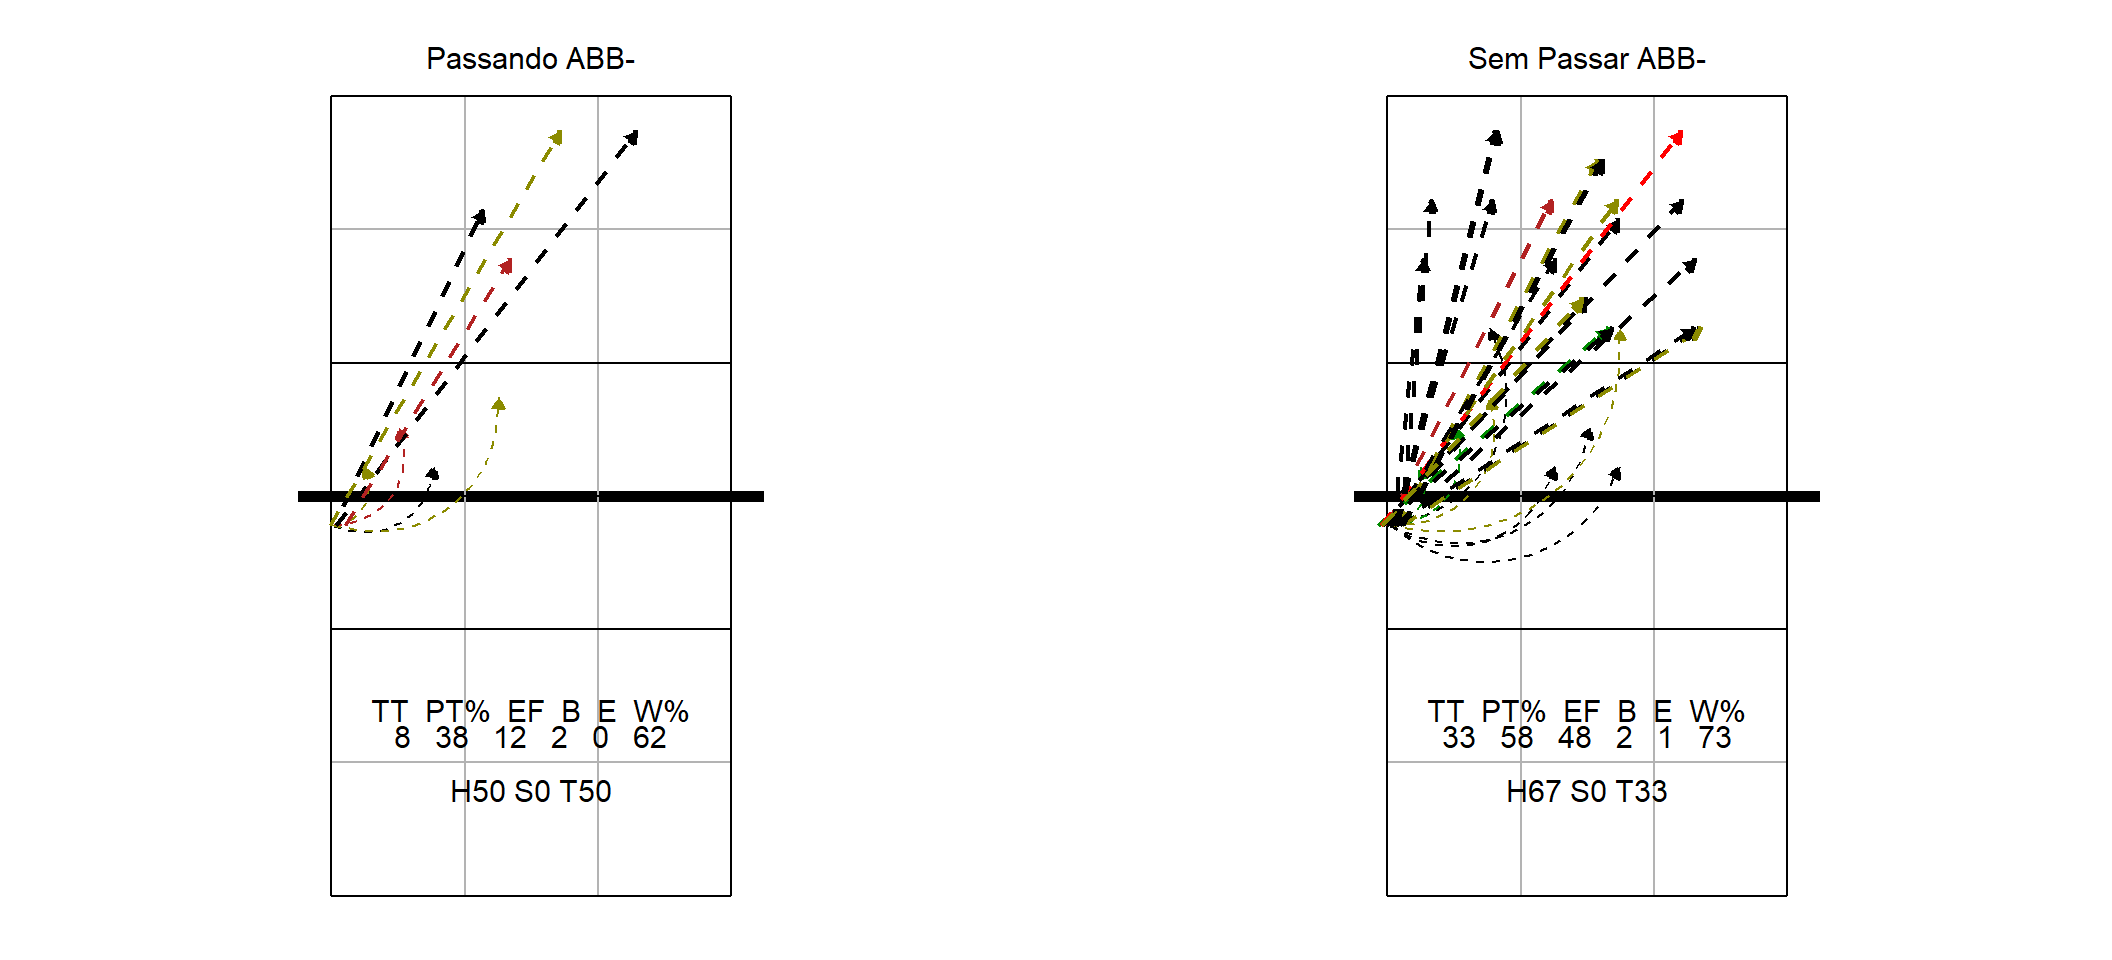 Passando ABB-
TT PT% EF B E W%
8 38 12 2 0 62
H50 S0 T50
Sem Passar ABB-
TT PT% EF B E W%
33 58 48 2 1 73
H67 S0 T33